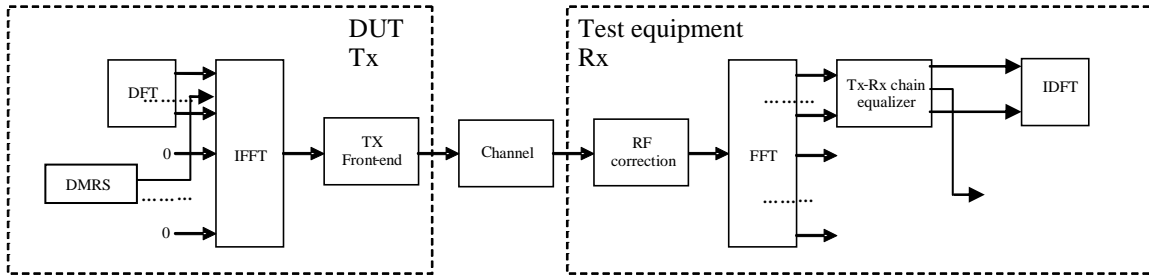 DUT
Tx
Test equipment
Rx
DFT
………
IFFT
0
DMRS
………
0
TX
Front-end
Channel
RF
correction
FFT
………
………
Tx-Rx chain
equalizer
IDFT